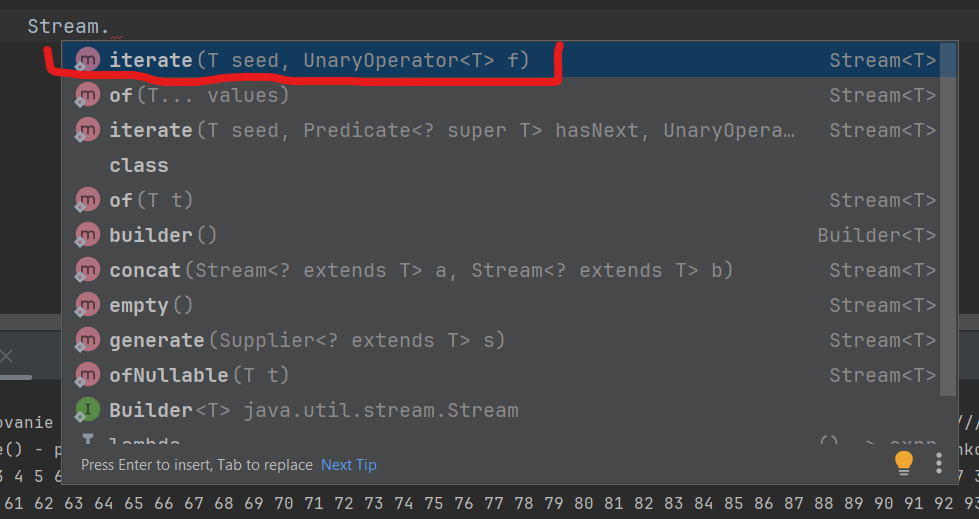 Stream.
m iterate(T seed, UnaryOperator<T> f) Stream<T>
m of(T... values) Stream<T>
m iterate(T seed, Predicate<? super T> hasNext, UnaryOpera… Stream<T>
class
m of(T t) Stream<T>
m builder() Builder<T>
m concat(Stream<? extends T> a, Stream<? extends T> b) Stream<T>
m empty() Stream<T>
m generate(Supplier<? extends T> s) Stream<T>
m ofNullable(T t) Stream<T>
I Builder<T> java.util.stream.Stream
lambda () -> expr
Press Enter to insert, Tab to replace Next Tip
ovanie //
e() - p nkc
3 4 5 6 7 3
61 62 63 64 65 66 67 68 69 70 71 72 73 74 75 76 77 78 79 80 81 82 83 84 85 86 87 88 89 90 91 92 93